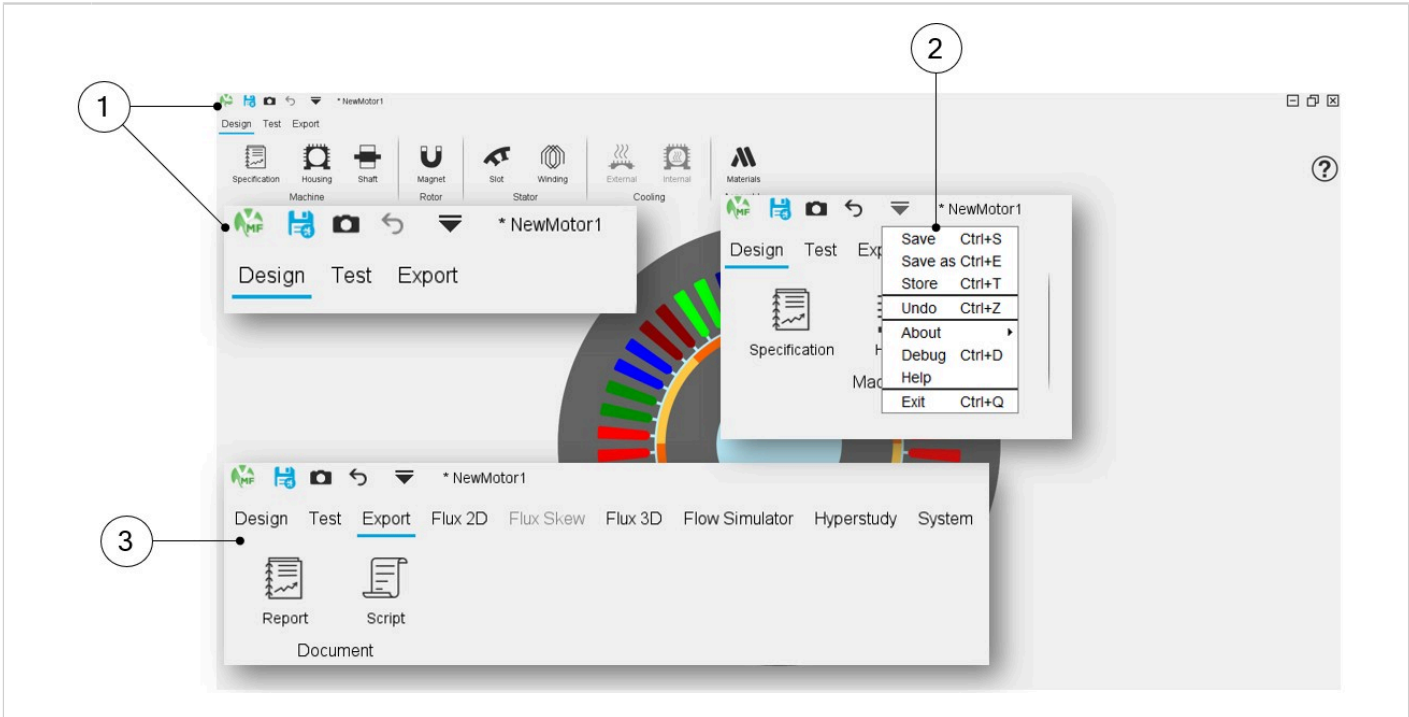 2
1
* NewMotor1
Design Test Export
Specification Housing Shaft Magnet Slot Winding External Internal Materials
Machine Rotor Stator Cooling
MF * NewMotor1
Design Test Export
MF * NewMotor1
Design Test Exp
Specification H
Mac
Save Ctrl+S
Save as Ctrl+E
Store Ctrl+T
Undo Ctrl+Z
About
Debug Ctrl+D
Help
Exit Ctrl+Q
?
3
MF * NewMotor1
Design Test Export Flux 2D Flux Skew Flux 3D Flow Simulator Hyperstudy System
Report Script
Document